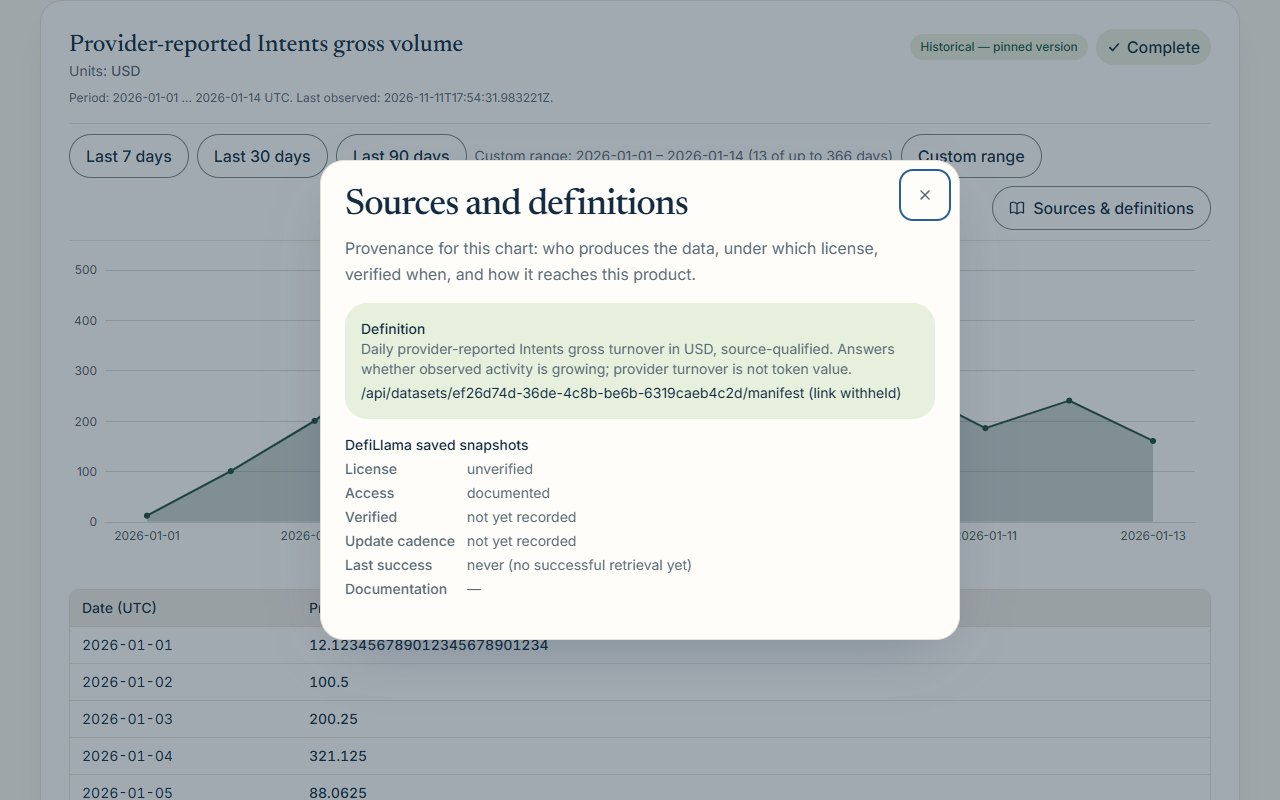 Provider-reported Intents gross volume
Historical — pinned version
Complete
Units: USD
Period: 2026-01-01 ... 2026-01-14 UTC. Last observed: 2026-11-11T17:54:31.983221Z.
Last 7 days
Last 30 days
Last 90 days
Custom range: 2026-01-01 – 2026-01-14 (13 of up to 366 days)
Custom range
Sources & definitions
Sources and definitions
×
Provenance for this chart: who produces the data, under which license,
verified when, and how it reaches this product.
Definition
Daily provider-reported Intents gross turnover in USD, source-qualified. Answers
whether observed activity is growing; provider turnover is not token value.
/api/datasets/ef26d74d-36de-4c8b-be6b-6319caeb4c2d/manifest (link withheld)
DefiLlama saved snapshots
License unverified
Access documented
Verified not yet recorded
Update cadence not yet recorded
Last success never (no successful retrieval yet)
Documentation —
500
400
300
200
100
0
2026-01-01
2026-0
026-01-11
2026-01-13
Date (UTC)
2026-01-01 12.123456789012345678901234
2026-01-02 100.5
2026-01-03 200.25
2026-01-04 321.125
2026-01-05 88.0625